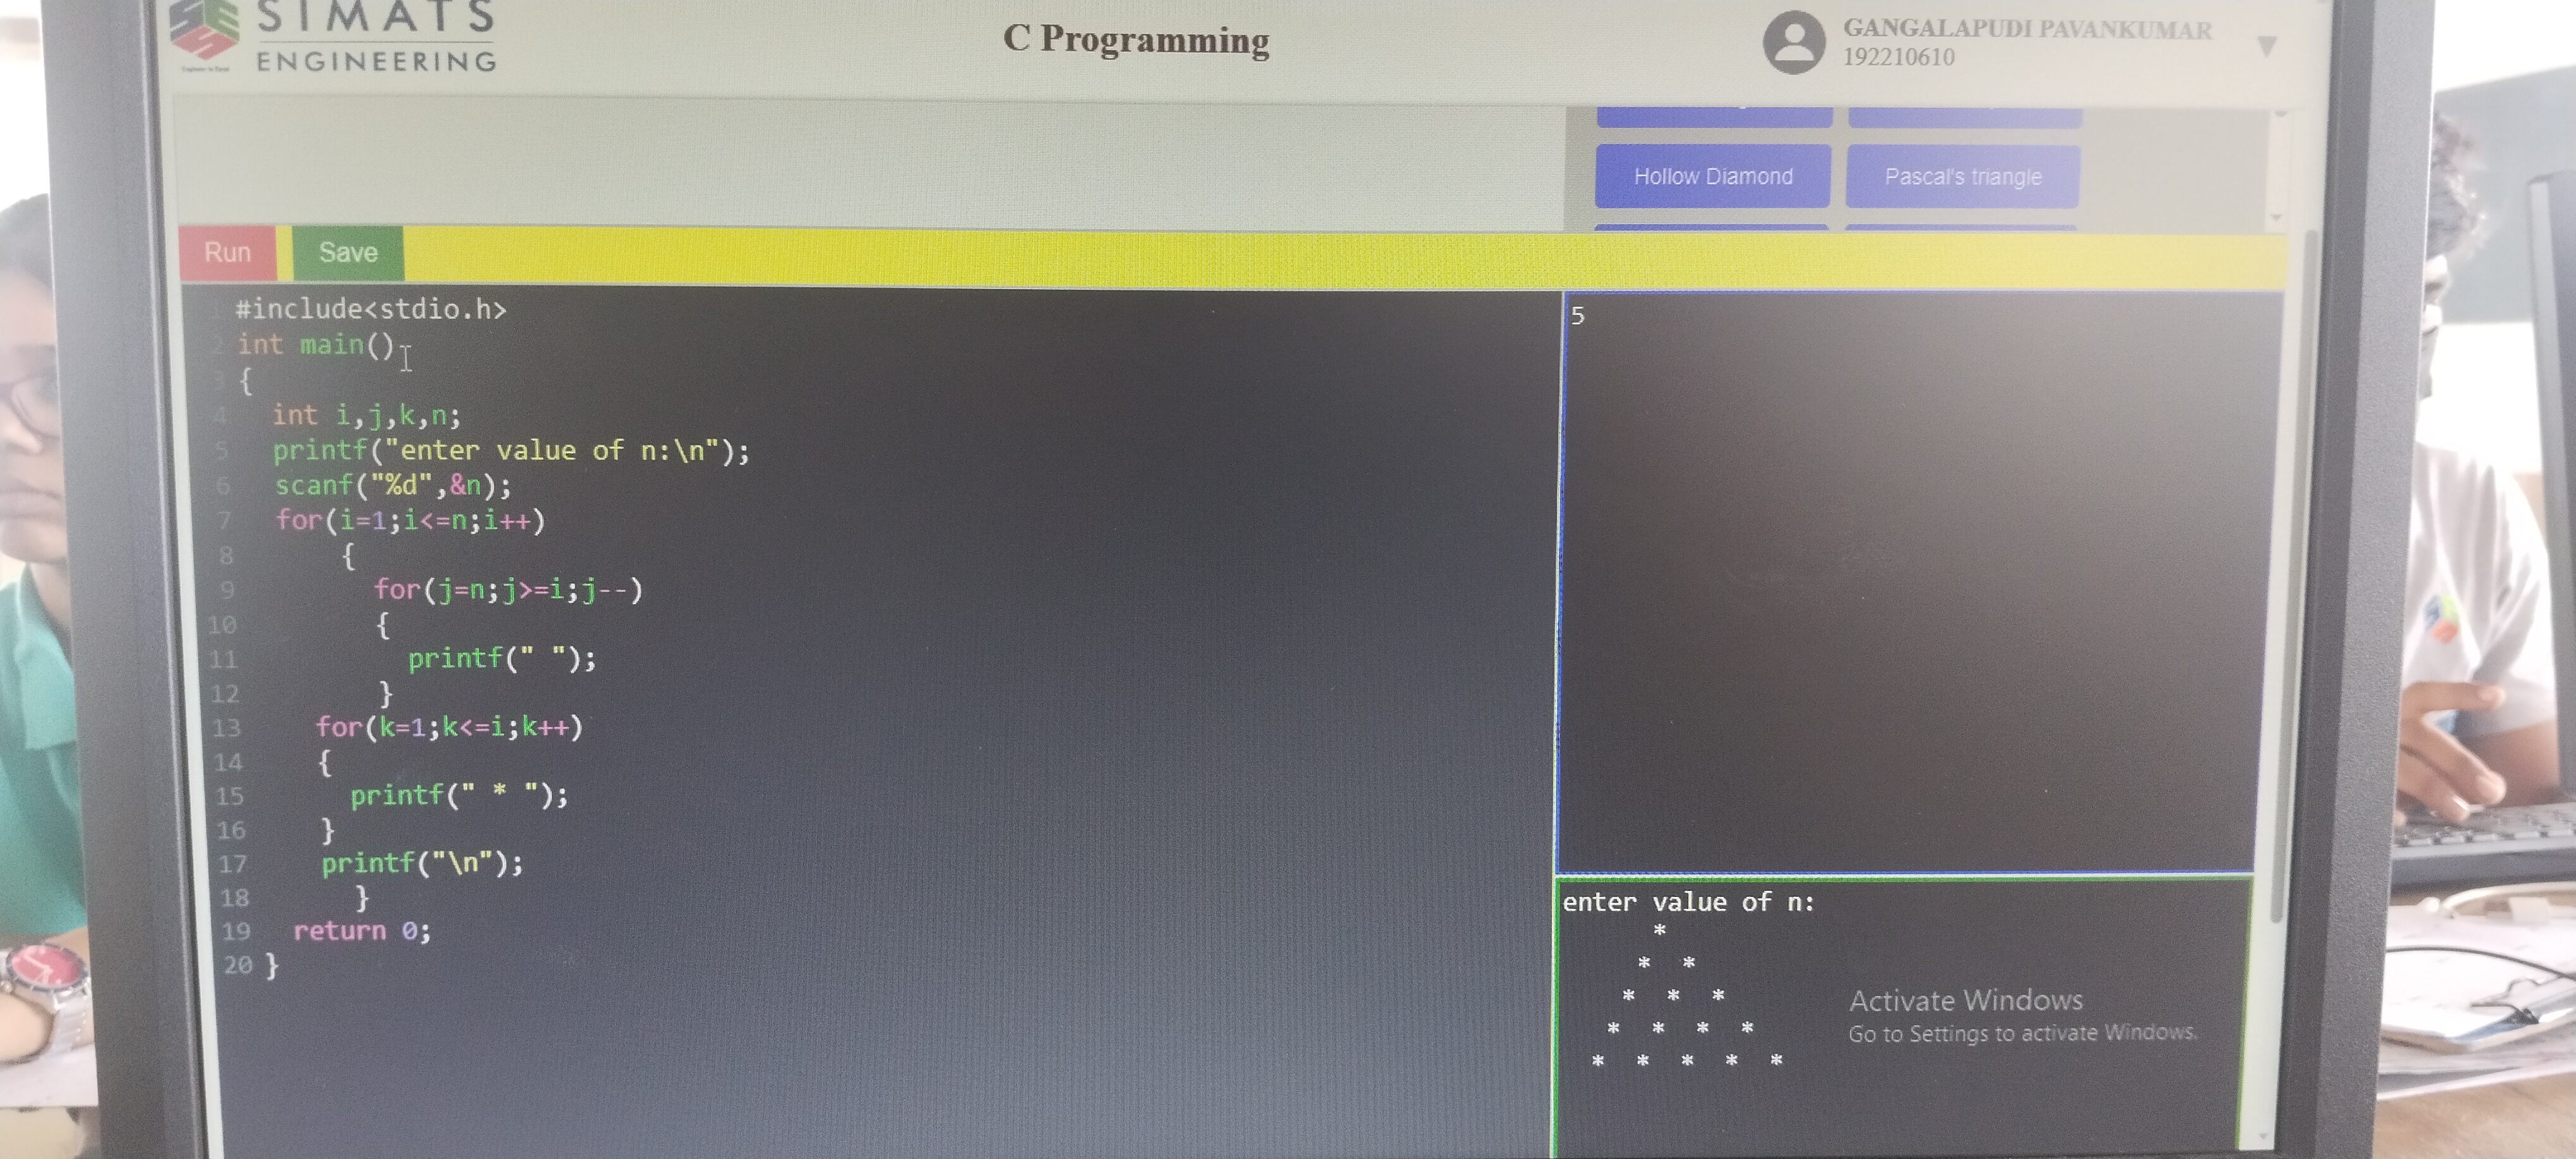 SIMATS
ENGINEERING
C Programming
GANGALAPUDI PAVANKUMAR
192210610
Hollow Diamond
Pascal's triangle
Run
Save
1 #include<stdio.h>
2 int main()
3 {
4 int i,j,k,n;
5 printf("enter value of n:\n");
6 scanf("%d",&n);
7 for(i=1;i<=n;i++)
8 {
9 for(j=n;j>=i;j--)
10 {
11 printf(" ");
12 }
13 for(k=1;k<=i;k++)
14 {
15 printf(" * ");
16 }
17 printf("\n");
18 }
19 return 0;
20 }
5
enter value of n:
*
* *
* * *
* * * *
* * * * *
Activate Windows
Go to Settings to activate Windows.